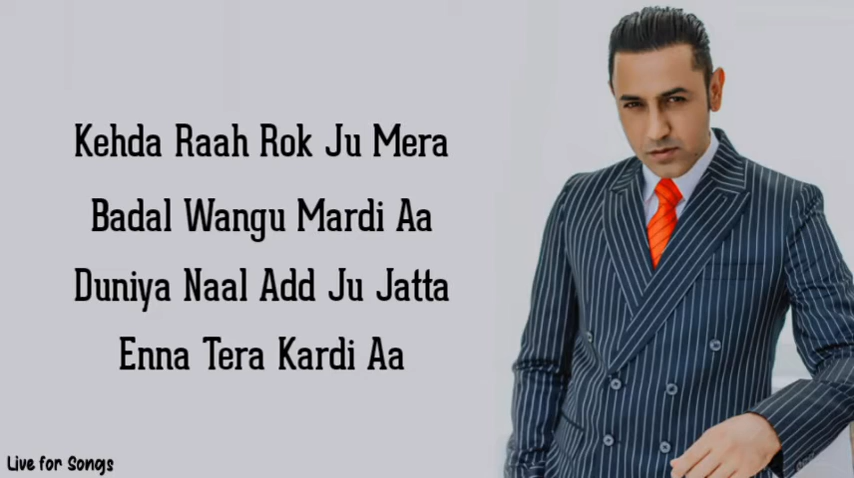 Kehda Raah Rok Ju Mera
Badal Wangu Mardi Aa
Duniya Naal Add Ju Jatta
Enna Tera Kardi Aa
Live for Songs